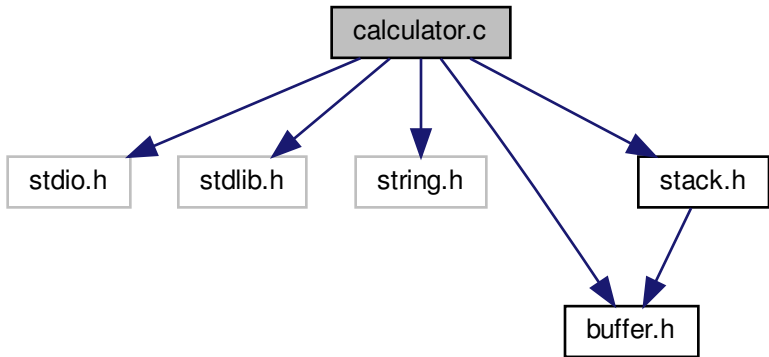 calculator.c
stdio.h
stdlib.h
string.h
stack.h
buffer.h